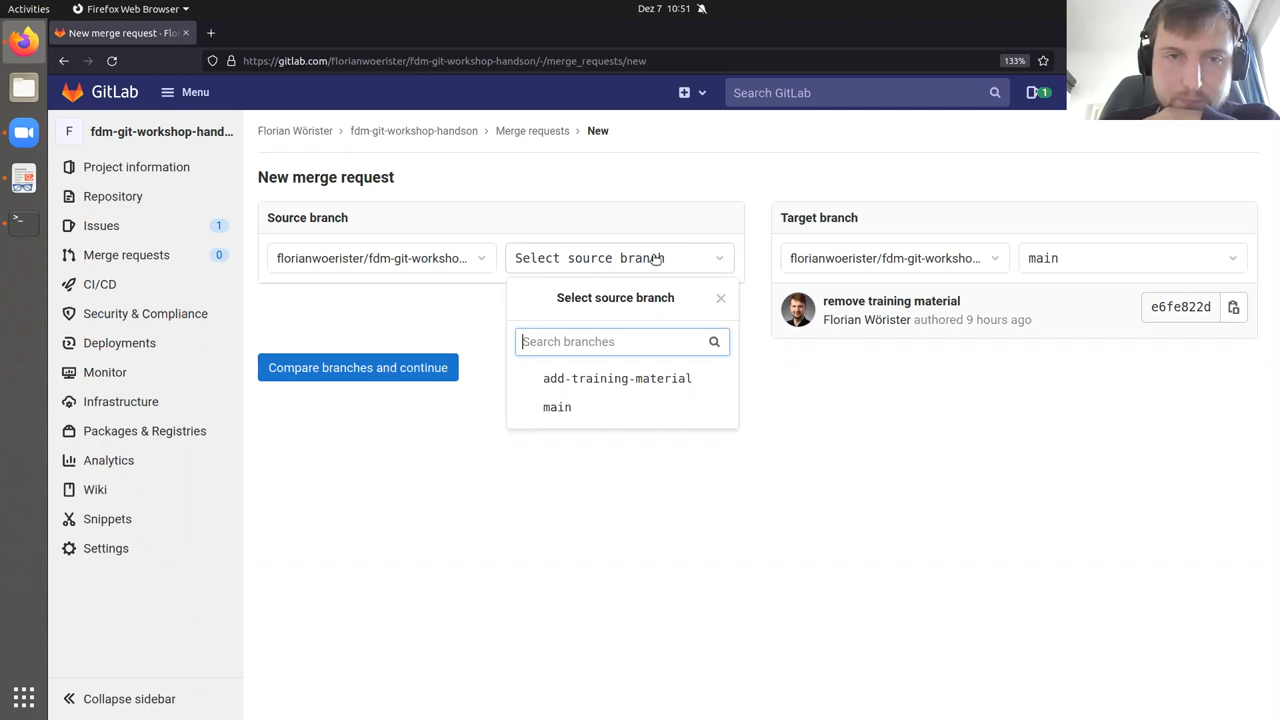 Activities
Firefox Web Browser
Dez 7 10:51
New merge request · Flo
https://gitlab.com/florianwoerister/fdm-git-workshop-handson/-/merge_requests/new
133%
GitLab
Menu
Search GitLab
1
F
fdm-git-workshop-hand...
Project information
Repository
Issues
1
Merge requests
0
CI/CD
Security & Compliance
Deployments
Monitor
Infrastructure
Packages & Registries
Analytics
Wiki
Snippets
Settings
Collapse sidebar
Florian Wörister > fdm-git-workshop-handson > Merge requests > New
New merge request
Source branch
florianwoerister/fdm-git-worksho...
Select source branch
Select source branch
Search branches
add-training-material
main
Compare branches and continue
Target branch
florianwoerister/fdm-git-worksho...
main
remove training material
Florian Wörister authored 9 hours ago
e6fe822d